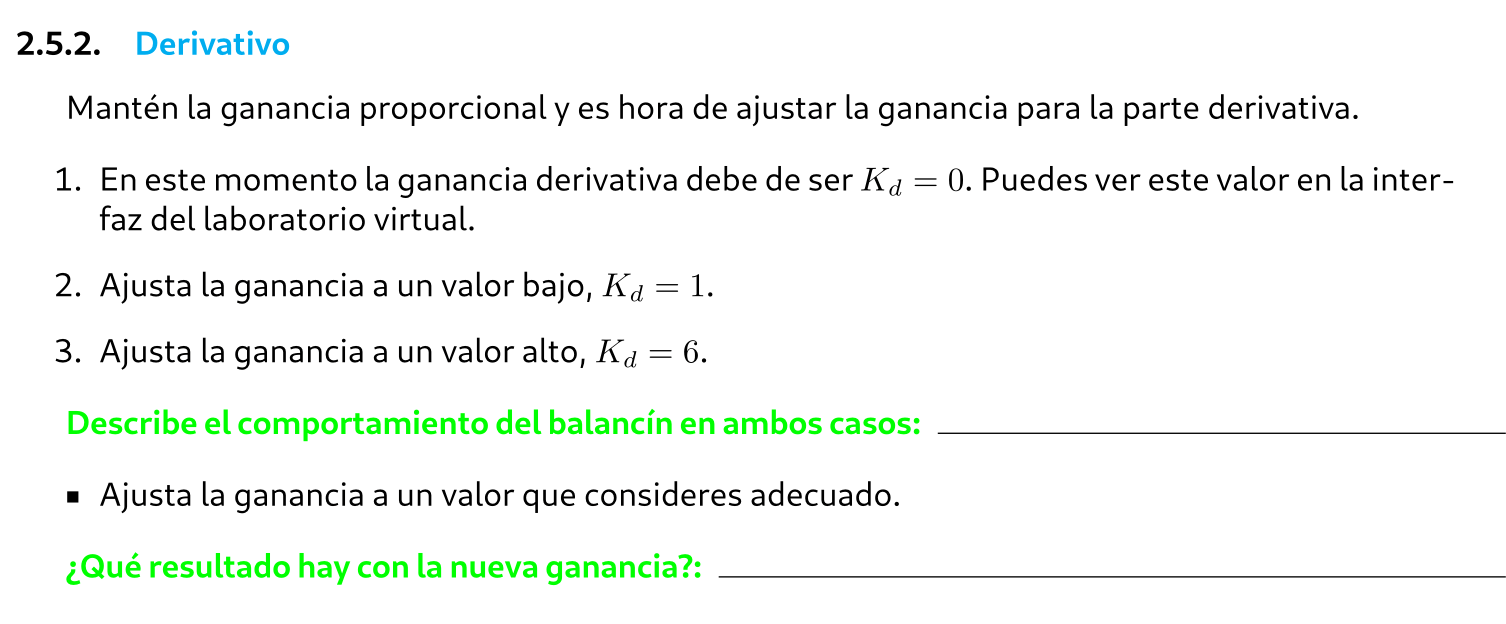 2.5.2. Derivativo
Mantén la ganancia proporcional y es hora de ajustar la ganancia para la parte derivativa.
1. En este momento la ganancia derivativa debe de ser K_d = 0. Puedes ver este valor en la inter-
faz del laboratorio virtual.
2. Ajusta la ganancia a un valor bajo, K_d = 1.
3. Ajusta la ganancia a un valor alto, K_d = 6.
Describe el comportamiento del balancín en ambos casos:
▪ Ajusta la ganancia a un valor que consideres adecuado.
¿Qué resultado hay con la nueva ganancia?: